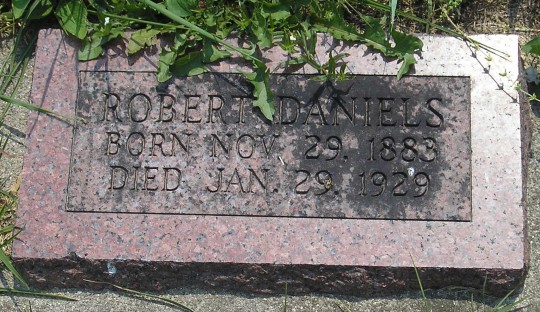 ROBERT DANIELS
BORN NOV. 29. 1883
DIED JAN. 29. 1929